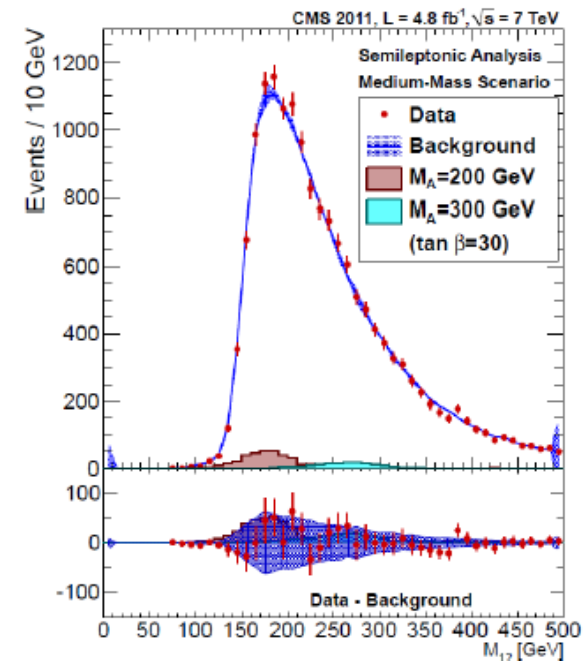 CMS 2011, L = 4.8 fb⁻¹, √s = 7 TeV
Semileptonic Analysis
Medium-Mass Scenario
Data
Background
M_A=200 GeV
M_A=300 GeV
(tan β=30)
Events / 10 GeV
1200
1000
800
600
400
200
0
100
0
-100
Data - Background
0 50 100 150 200 250 300 350 400 450 500
M₁₂ [GeV]